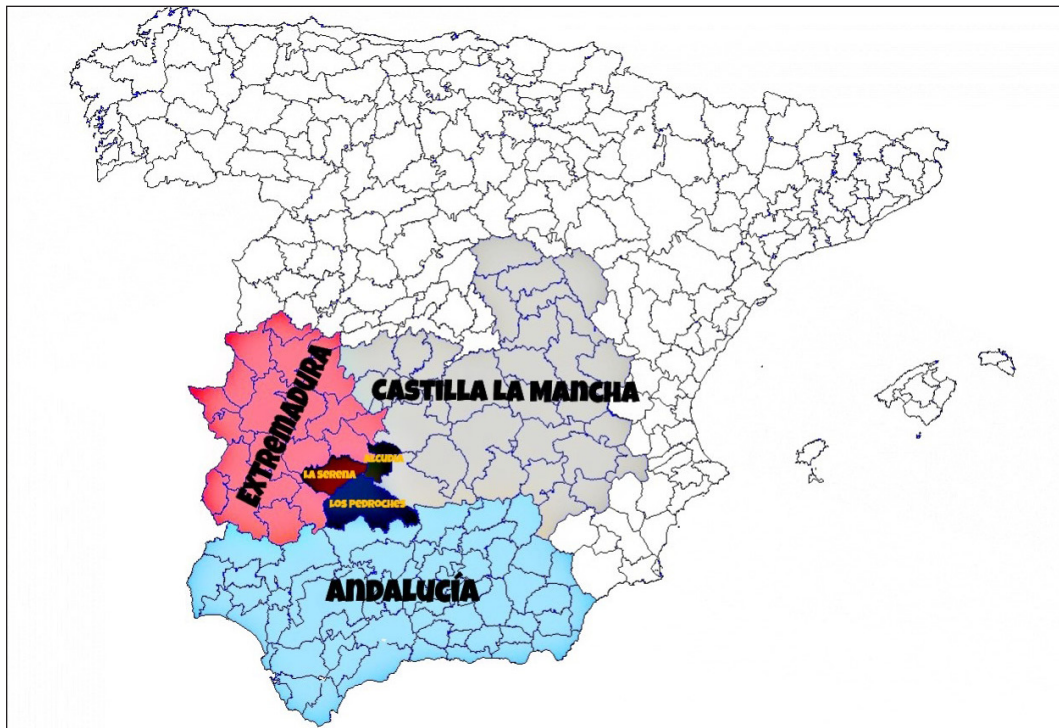 EXTREMADURA
CASTILLA LA MANCHA
ALCUDIA
LA SERENA
LOS PEDROCHES
ANDALUCÍA